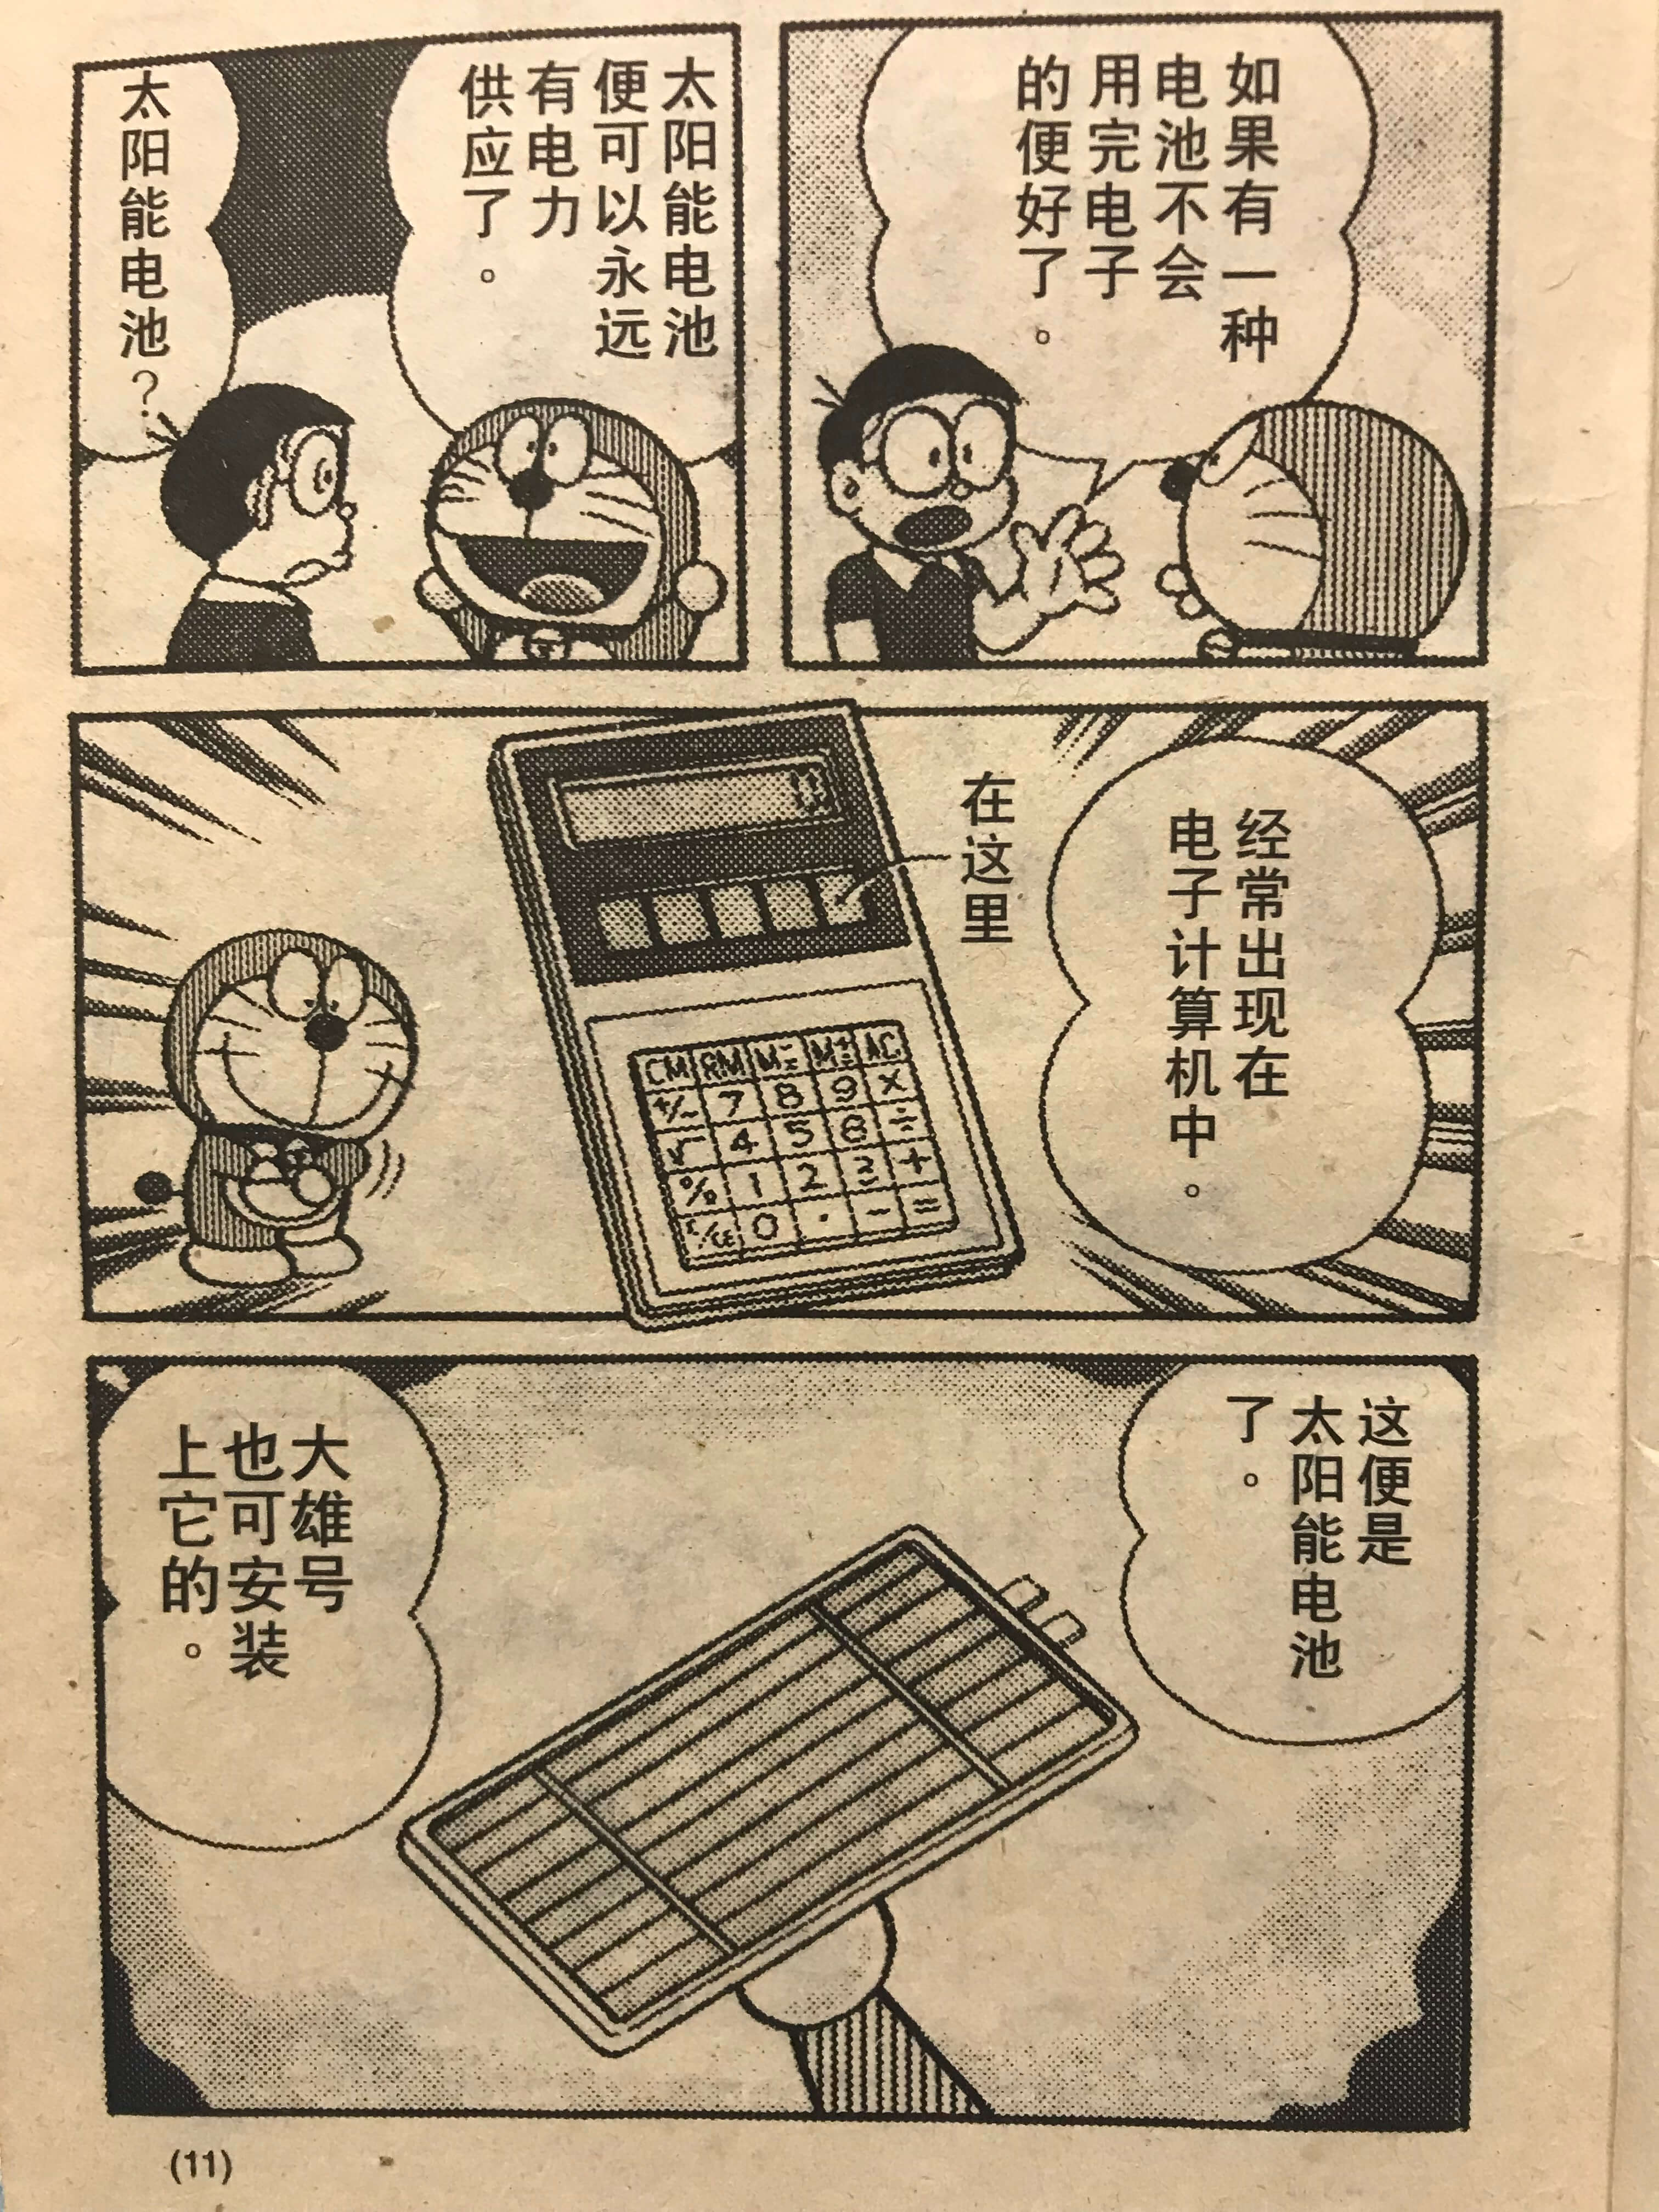 如果有一种
电池不会
用完电子
的便好了。
太阳能电池
便可以永远
有电力
供应了。
太阳能电池?
经常出现在
电子计算机中。
在这里
0
CM RM M- M± AC
+/- 7 8 9 ×
√ 4 5 6 ÷
% 1 2 3 +
C/CE 0 · - =
这便是
太阳能电池
了。
大雄号
也可安装
上它的。
(11)